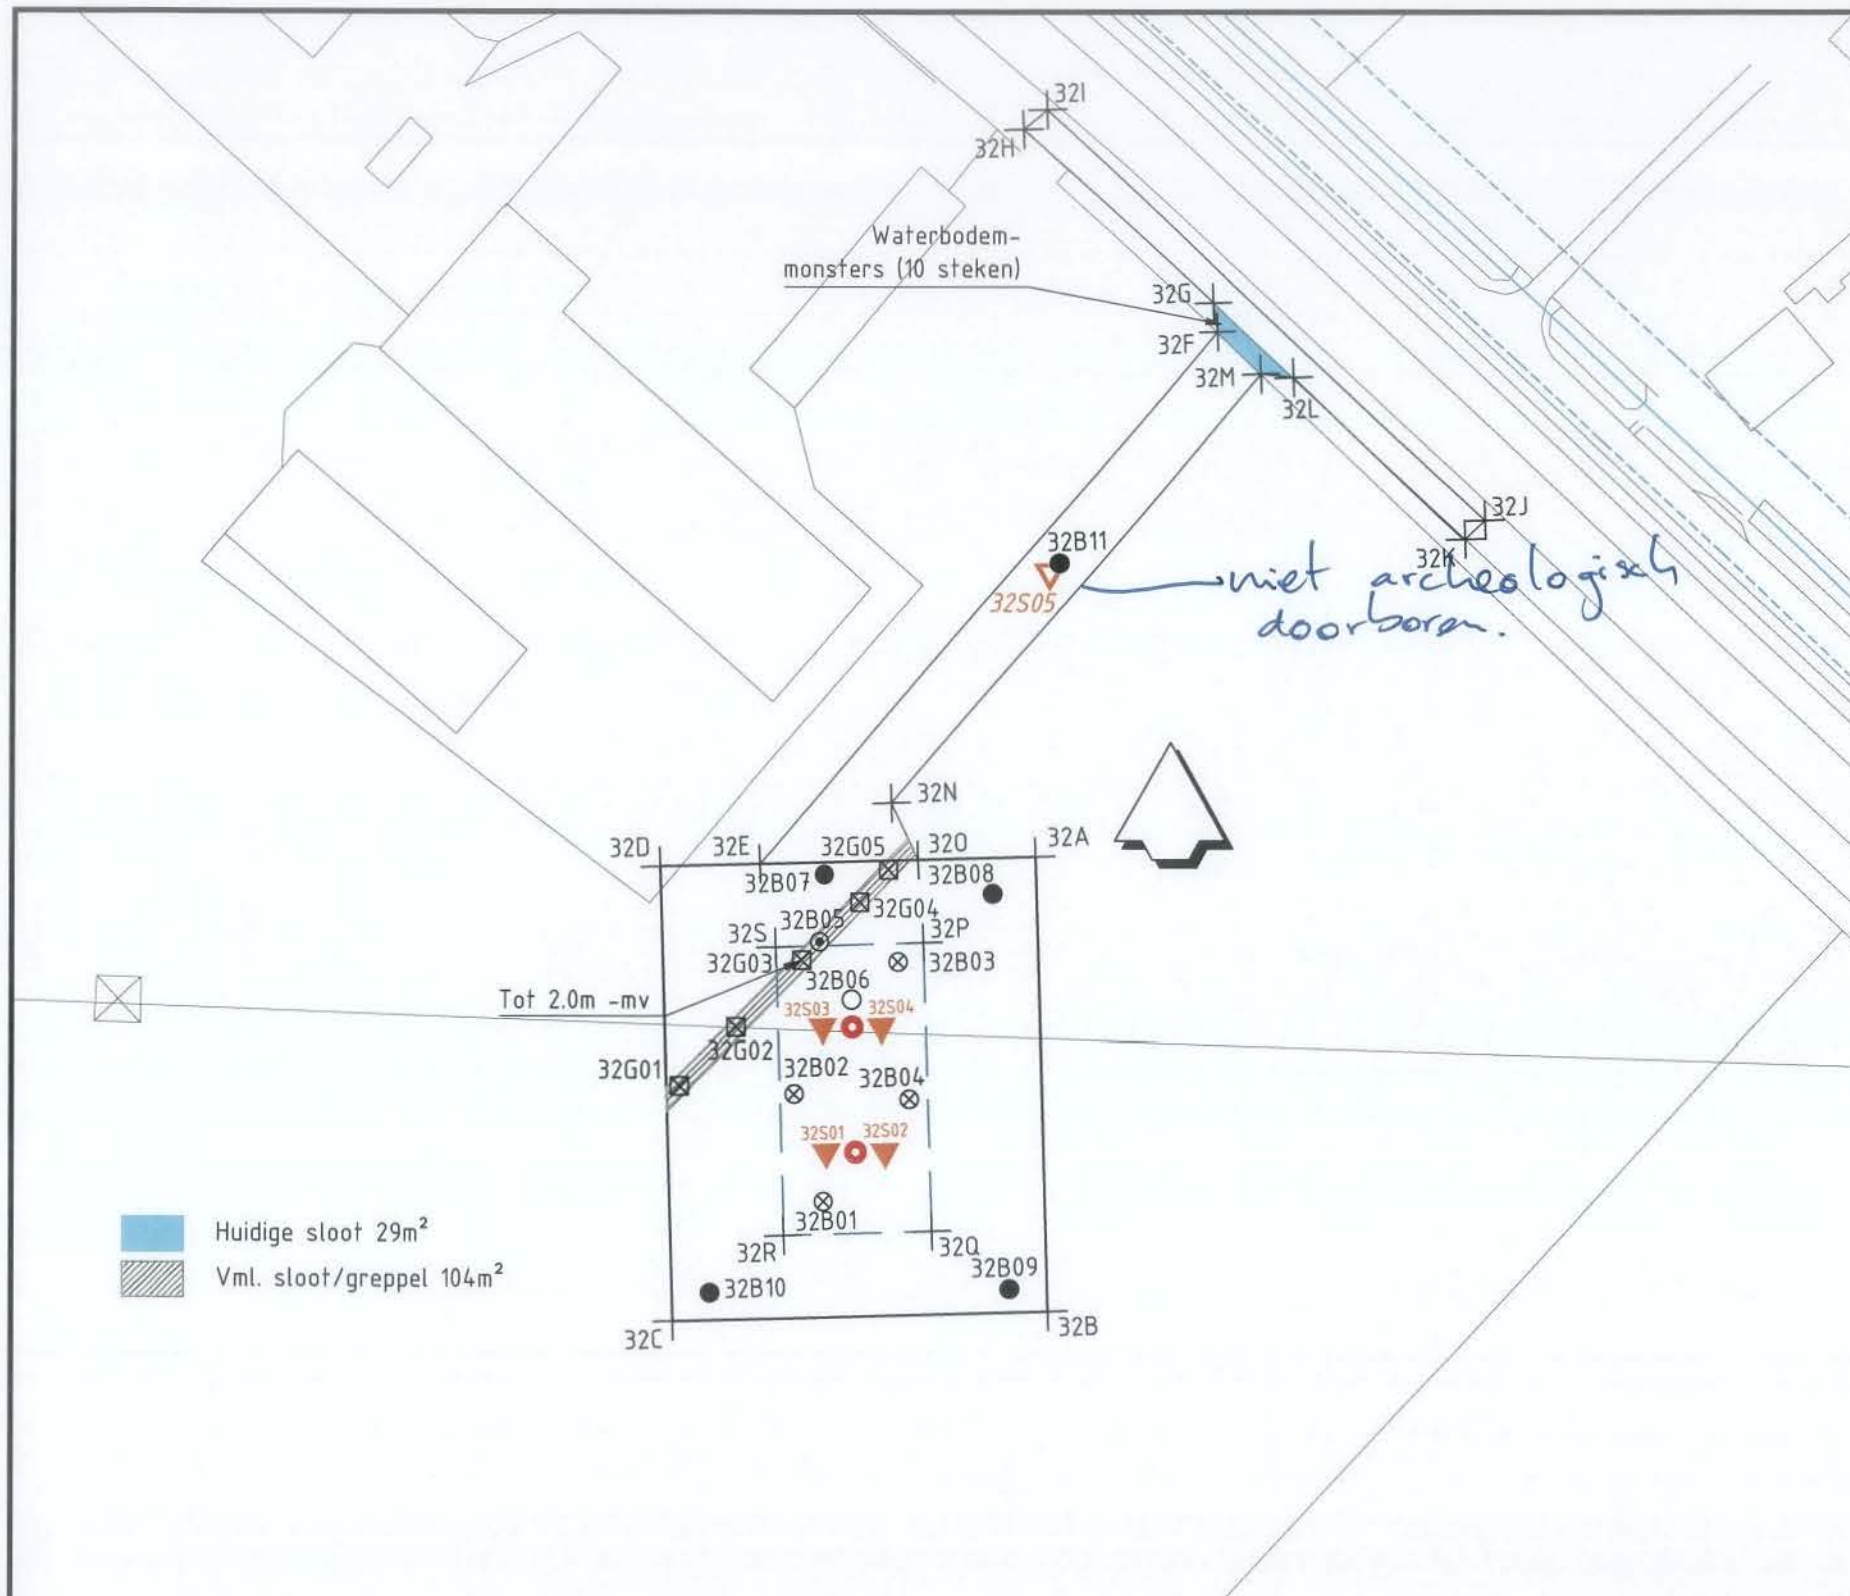 32I
32H
Waterbodem-
monsters (10 steken)
32G
32F
32M
32L
32J
32K
32B11
32S05
niet archeologisch
doorboren.
32N
32D
32E
32G05
32O
32A
32B07
32B08
32G04
32B05
32S
32P
32G03
32B03
32B06
Tot 2.0m -mv
32S03
32S04
32G02
32G01
32B02
32B04
32S01
32S02
32B01
32R
32Q
Huidige sloot 29m²
Vml. sloot/greppel 104m²
32B09
32B10
32C
32B